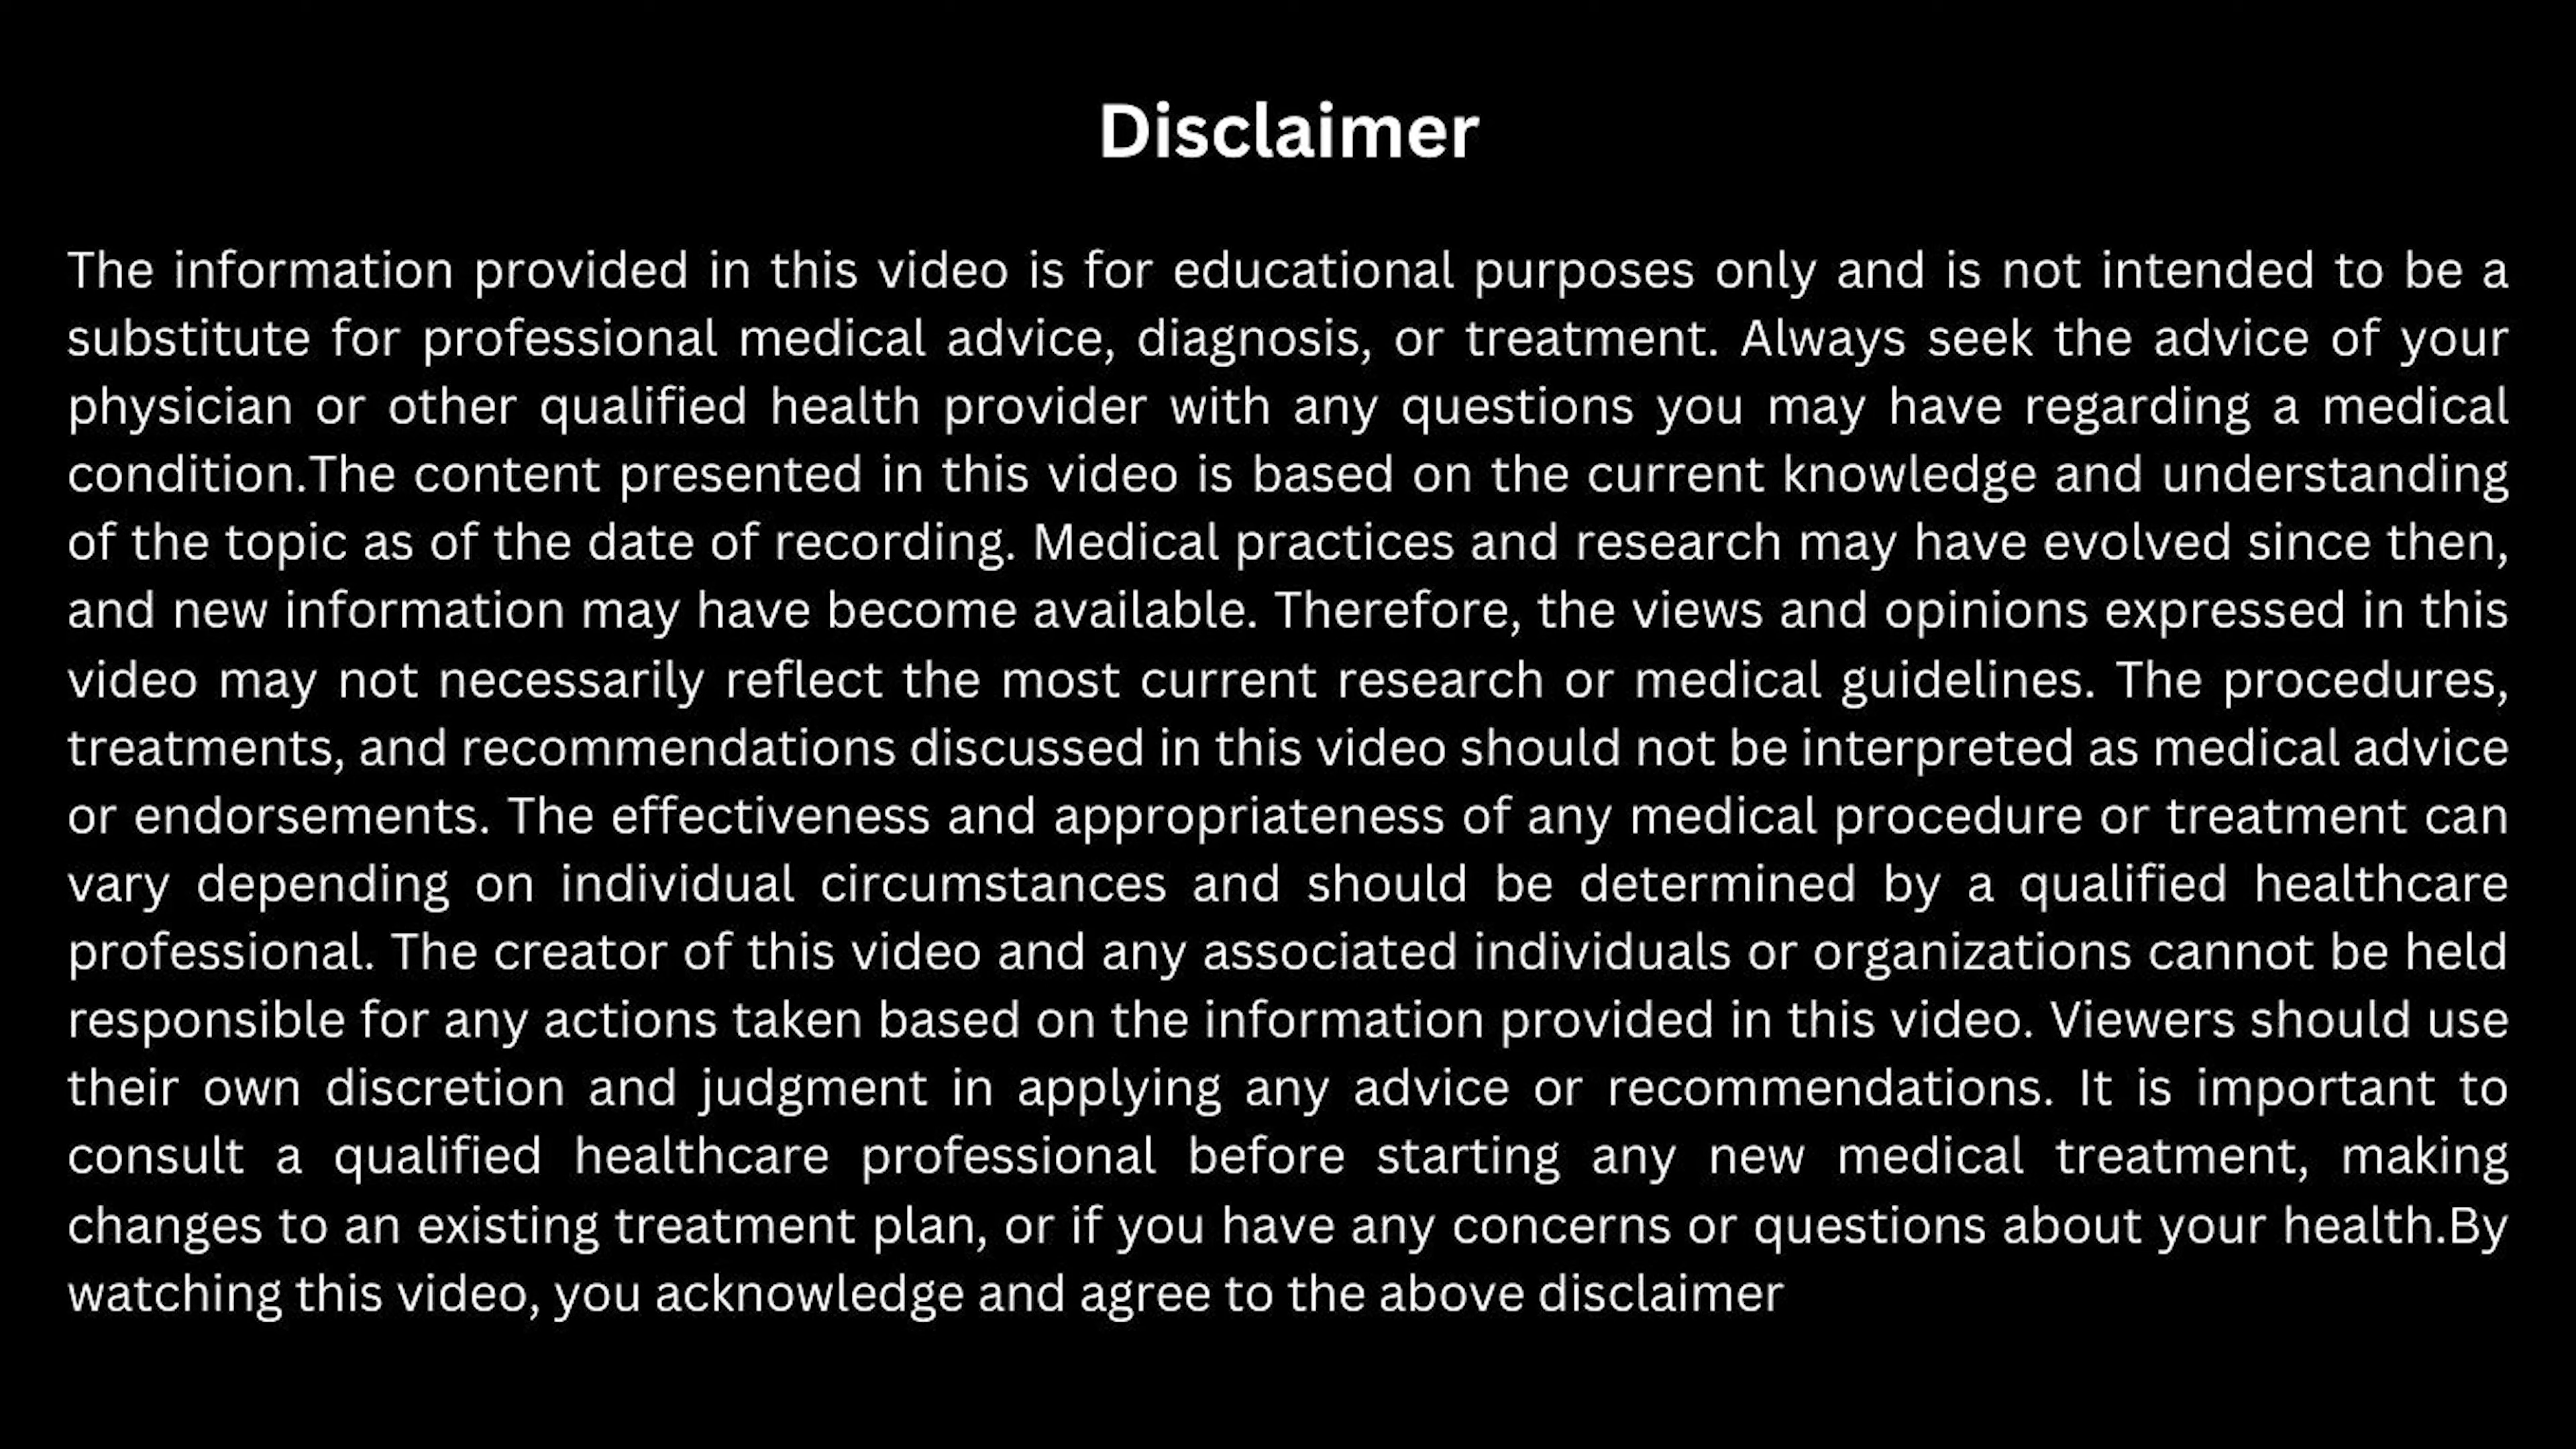 Disclaimer
The information provided in this video is for educational purposes only and is not intended to be a
substitute for professional medical advice, diagnosis, or treatment. Always seek the advice of your
physician or other qualified health provider with any questions you may have regarding a medical
condition.The content presented in this video is based on the current knowledge and understanding
of the topic as of the date of recording. Medical practices and research may have evolved since then,
and new information may have become available. Therefore, the views and opinions expressed in this
video may not necessarily reflect the most current research or medical guidelines. The procedures,
treatments, and recommendations discussed in this video should not be interpreted as medical advice
or endorsements. The effectiveness and appropriateness of any medical procedure or treatment can
vary depending on individual circumstances and should be determined by a qualified healthcare
professional. The creator of this video and any associated individuals or organizations cannot be held
responsible for any actions taken based on the information provided in this video. Viewers should use
their own discretion and judgment in applying any advice or recommendations. It is important to
consult a qualified healthcare professional before starting any new medical treatment, making
changes to an existing treatment plan, or if you have any concerns or questions about your health.By
watching this video, you acknowledge and agree to the above disclaimer